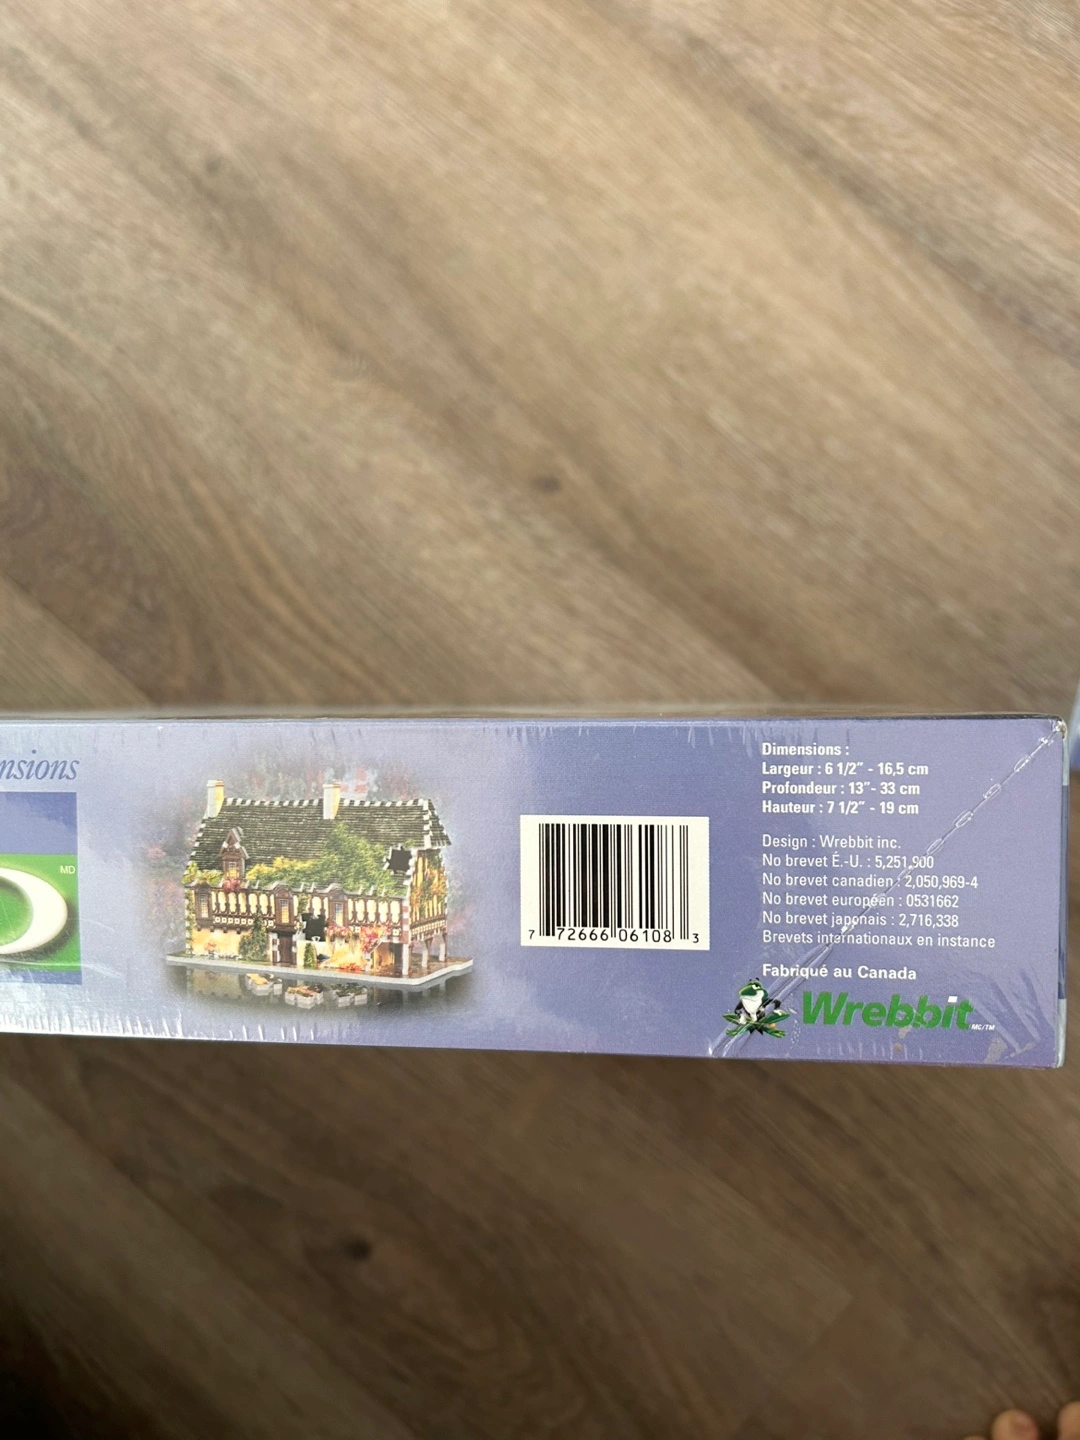 nsions
MD
7 72666 06108 3
Dimensions :
Largeur : 6 1/2" - 16,5 cm
Profondeur : 13"- 33 cm
Hauteur : 7 1/2" - 19 cm
Design : Wrebbit inc.
No brevet É.-U. : 5,251,900
No brevet canadien : 2,050,969-4
No brevet européen : 0531662
No brevet japonais : 2,716,338
Brevets internationaux en instance
Fabriqué au Canada
Wrebbit MC/TM